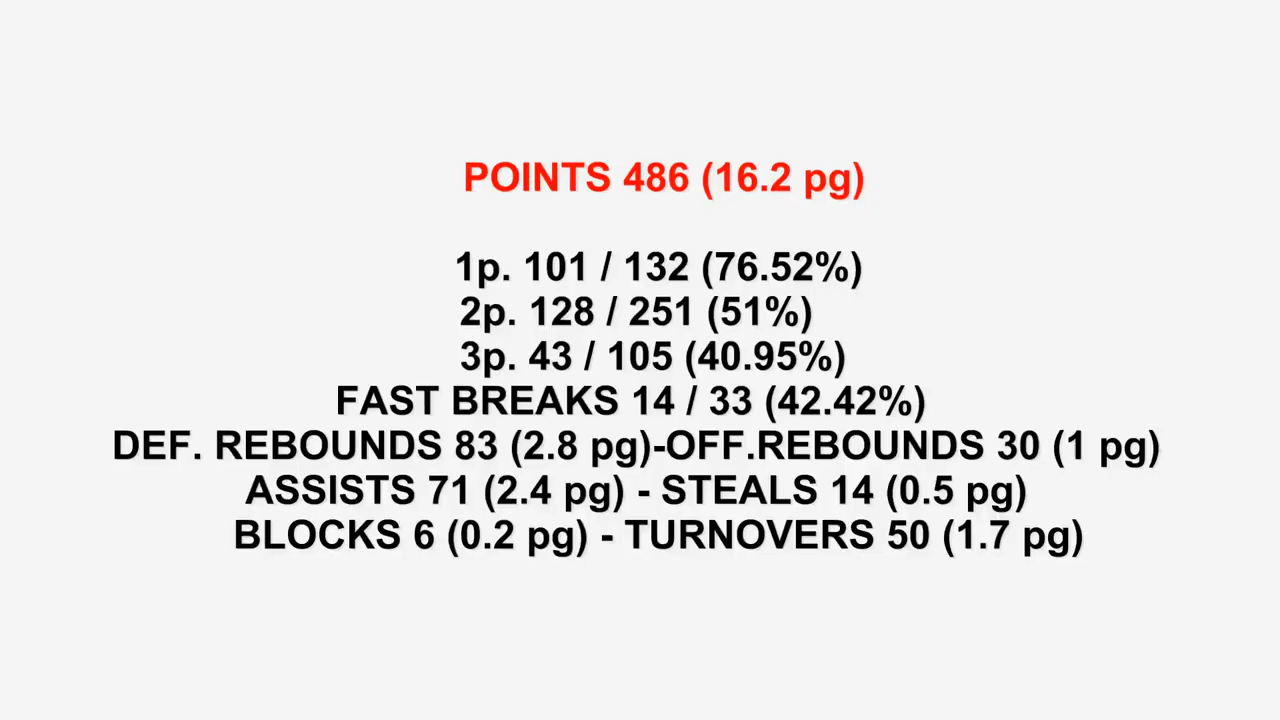 POINTS 486 (16.2 pg)
1p. 101 / 132 (76.52%)
2p. 128 / 251 (51%)
3p. 43 / 105 (40.95%)
FAST BREAKS 14 / 33 (42.42%)
DEF. REBOUNDS 83 (2.8 pg)-OFF.REBOUNDS 30 (1 pg)
ASSISTS 71 (2.4 pg) - STEALS 14 (0.5 pg)
BLOCKS 6 (0.2 pg) - TURNOVERS 50 (1.7 pg)